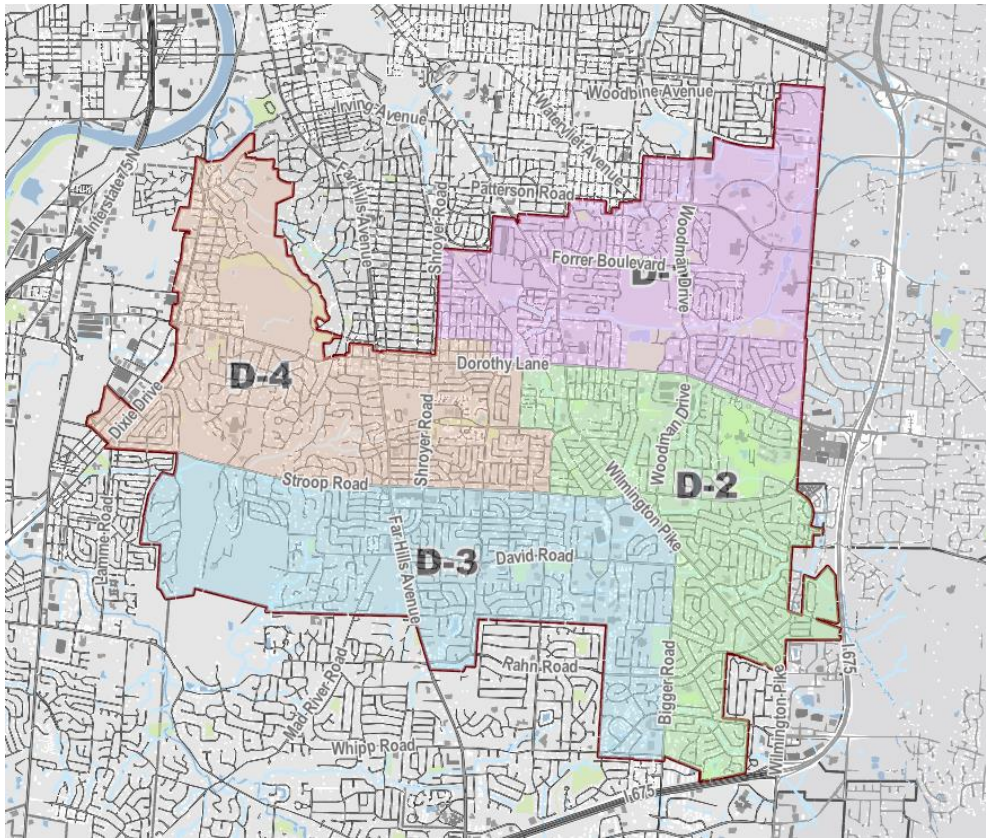 Woodbine Avenue
Irving Avenue
Watervliet Avenue
Interstate 75N
Far Hills Avenue
Patterson Road
Shroyer Road
Woodman Drive
Forrer Boulevard
D-
Dorothy Lane
D-4
Dixie Drive
Shroyer Road
Woodman Drive
Stroop Road
Wilmington Pike
D-2
Lamme Road
Far Hills Avenue
David Road
D-3
Rahn Road
Bigger Road
Mad River Road
Whipp Road
Wilmington Pike
I 675
I 675